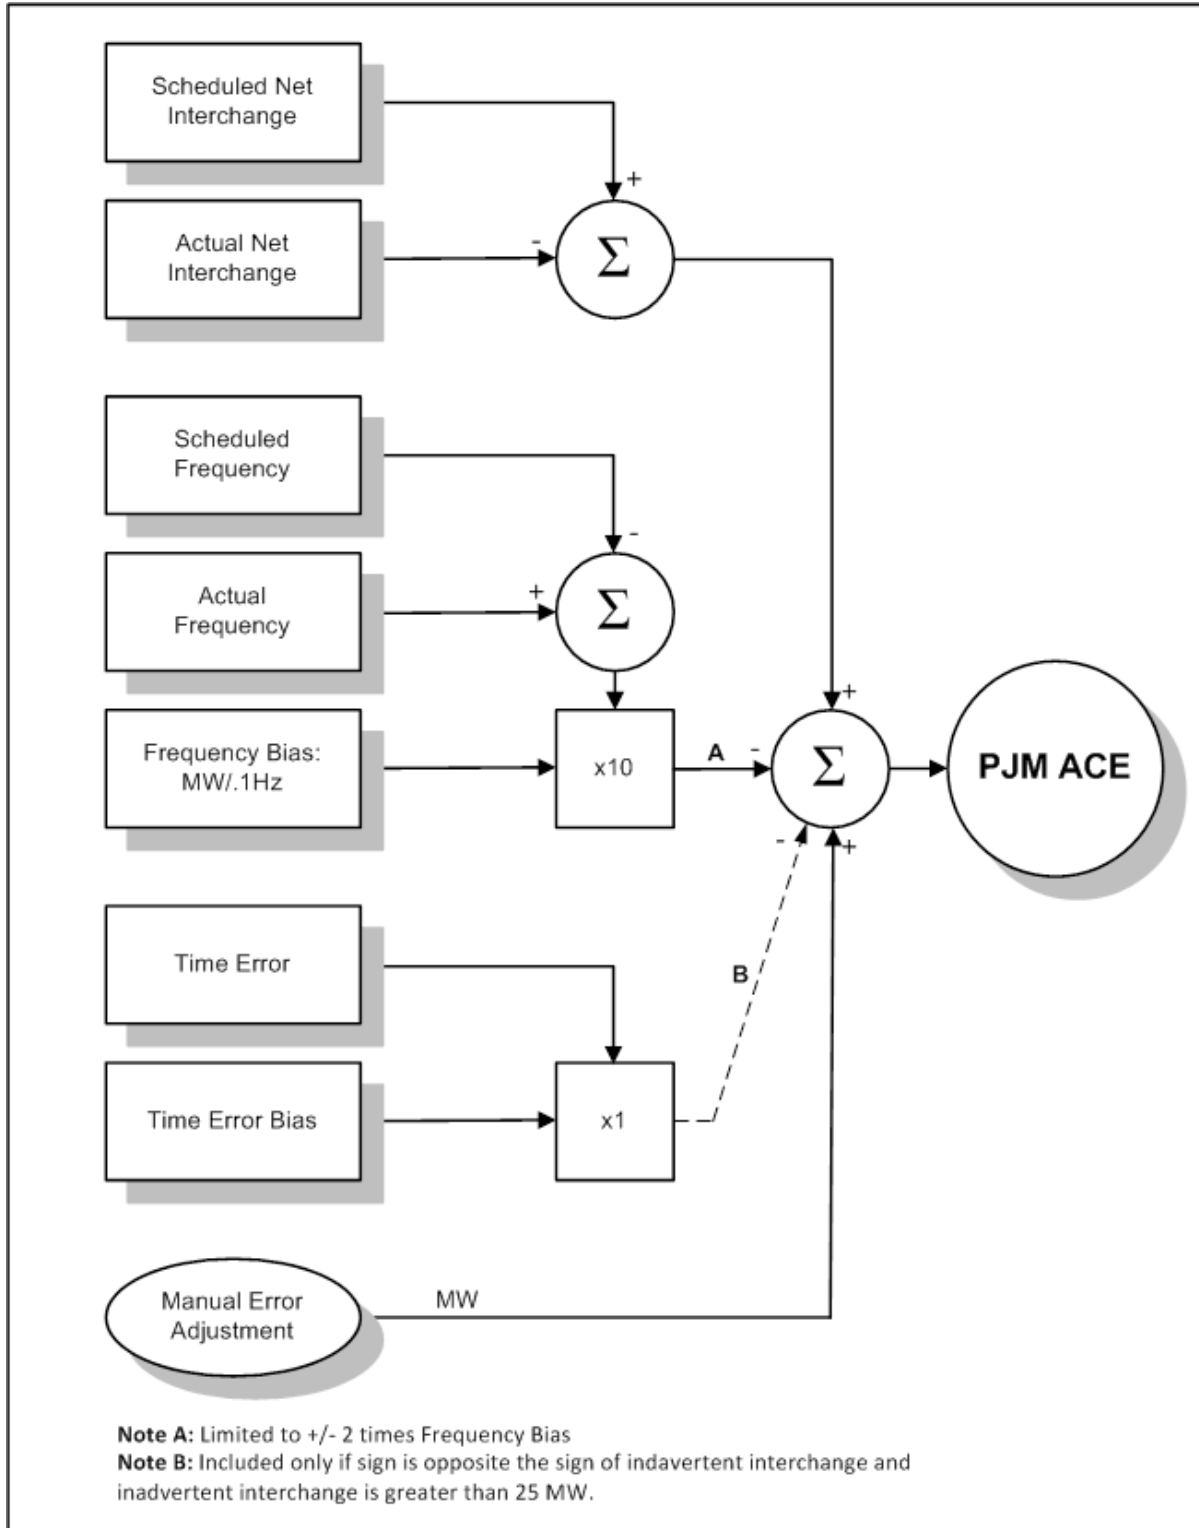 Scheduled Net
Interchange
+
Actual Net
Interchange
-
Σ
Scheduled
Frequency
-
Actual
Frequency
+
Σ
Frequency Bias:
MW/.1Hz
x10
A
-
+
Σ
PJM ACE
-
+
Time Error
B
Time Error Bias
x1
Manual Error
Adjustment
MW
Note A: Limited to +/- 2 times Frequency Bias
Note B: Included only if sign is opposite the sign of indavertent interchange and
inadvertent interchange is greater than 25 MW.